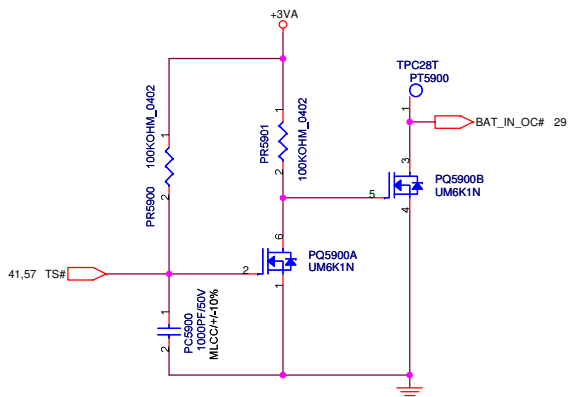 +3VA
TPC28T
PT5900
1
BAT_IN_OC# 29
1
100KOHM_0402
PR5900
2
1
PR5901
100KOHM_0402
2
3
5
PQ5900B
UM6K1N
4
6
PQ5900A
UM6K1N
2
1
41,57 TS#
1
PC5900
1000PF/50V
MLCC/+/-10%
2